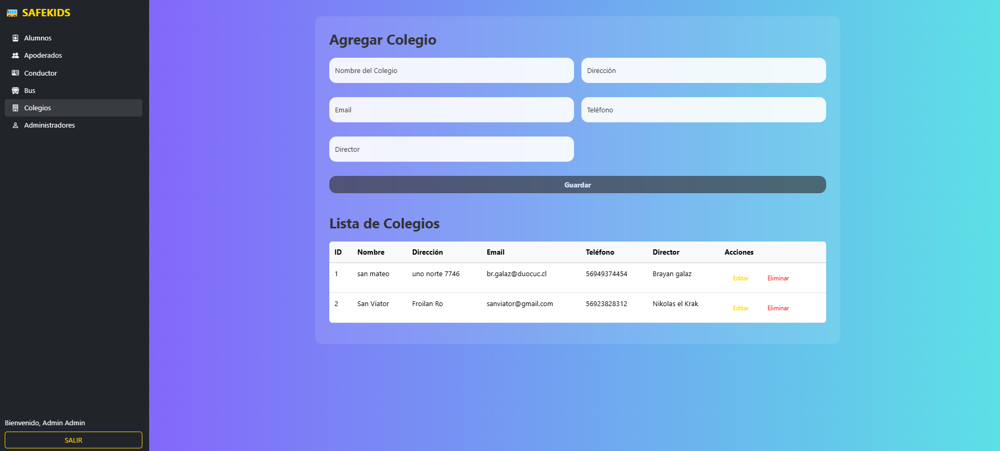 SAFEKIDS
Alumnos
Apoderados
Conductor
Bus
Colegios
Administradores
Bienvenido, Admin Admin
SALIR
Agregar Colegio
Nombre del Colegio Dirección
Email Teléfono
Director
Guardar
Lista de Colegios
ID Nombre Dirección Email Teléfono Director Acciones
1 san mateo uno norte 7746 br.galaz@duocuc.cl 56949374454 Brayan galaz Editar Eliminar
2 San Viator Froilan Ro sanviator@gmail.com 56923828312 Nikolas el Krak Editar Eliminar